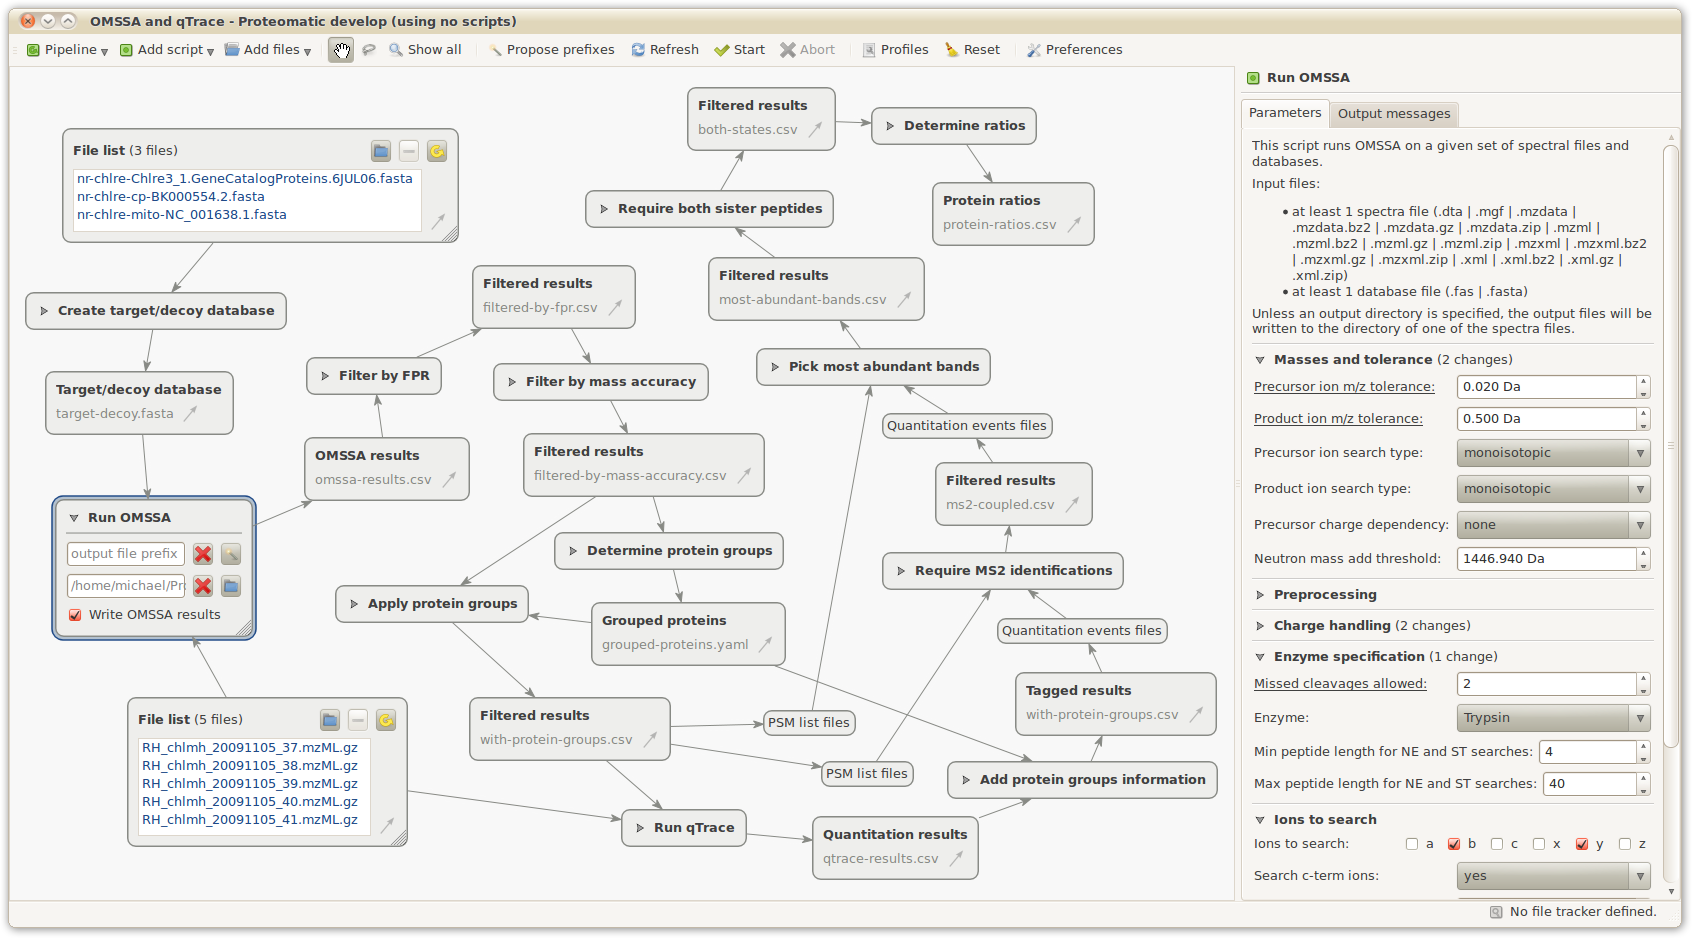 OMSSA and qTrace - Proteomatic develop (using no scripts)
Pipeline Add script Add files Show all Propose prefixes Refresh Start Abort Profiles Reset Preferences
File list (3 files)
nr-chlre-Chlre3_1.GeneCatalogProteins.6JUL06.fasta
nr-chlre-cp-BK000554.2.fasta
nr-chlre-mito-NC_001638.1.fasta
Create target/decoy database
Target/decoy database
target-decoy.fasta
Run OMSSA
output file prefix
/home/michael/Pr
Write OMSSA results
File list (5 files)
RH_chlmh_20091105_37.mzML.gz
RH_chlmh_20091105_38.mzML.gz
RH_chlmh_20091105_39.mzML.gz
RH_chlmh_20091105_40.mzML.gz
RH_chlmh_20091105_41.mzML.gz
OMSSA results
omssa-results.csv
Filter by FPR
Filtered results
filtered-by-fpr.csv
Filter by mass accuracy
Filtered results
filtered-by-mass-accuracy.csv
Determine protein groups
Grouped proteins
grouped-proteins.yaml
Apply protein groups
Filtered results
with-protein-groups.csv
PSM list files
PSM list files
Run qTrace
Quantitation results
qtrace-results.csv
Add protein groups information
Tagged results
with-protein-groups.csv
Quantitation events files
Require MS2 identifications
Filtered results
ms2-coupled.csv
Quantitation events files
Pick most abundant bands
Filtered results
most-abundant-bands.csv
Require both sister peptides
Filtered results
both-states.csv
Determine ratios
Protein ratios
protein-ratios.csv
Run OMSSA
Parameters Output messages
This script runs OMSSA on a given set of spectral files and
databases.
Input files:
• at least 1 spectra file (.dta | .mgf | .mzdata |
.mzdata.bz2 | .mzdata.gz | .mzdata.zip | .mzml |
.mzml.bz2 | .mzml.gz | .mzml.zip | .mzxml | .mzxml.bz2
| .mzxml.gz | .mzxml.zip | .xml | .xml.bz2 | .xml.gz |
.xml.zip)
• at least 1 database file (.fas | .fasta)
Unless an output directory is specified, the output files will be
written to the directory of one of the spectra files.
Masses and tolerance (2 changes)
Precursor ion m/z tolerance: 0.020 Da
Product ion m/z tolerance: 0.500 Da
Precursor ion search type: monoisotopic
Product ion search type: monoisotopic
Precursor charge dependency: none
Neutron mass add threshold: 1446.940 Da
Preprocessing
Charge handling (2 changes)
Enzyme specification (1 change)
Missed cleavages allowed: 2
Enzyme: Trypsin
Min peptide length for NE and ST searches: 4
Max peptide length for NE and ST searches: 40
Ions to search
Ions to search: a b c x y z
Search c-term ions: yes
No file tracker defined.